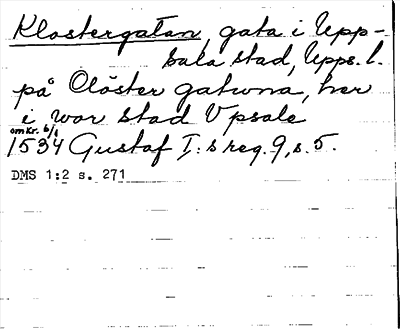 Klostergatan, gata i Upp-
sala stad, Upps. l.
på Clöster gatwna, her
i wor stad Vpsale
omkr. 6/1
1534 Gustaf I:s reg. 9, s. 5.
DMS 1:2 s. 271